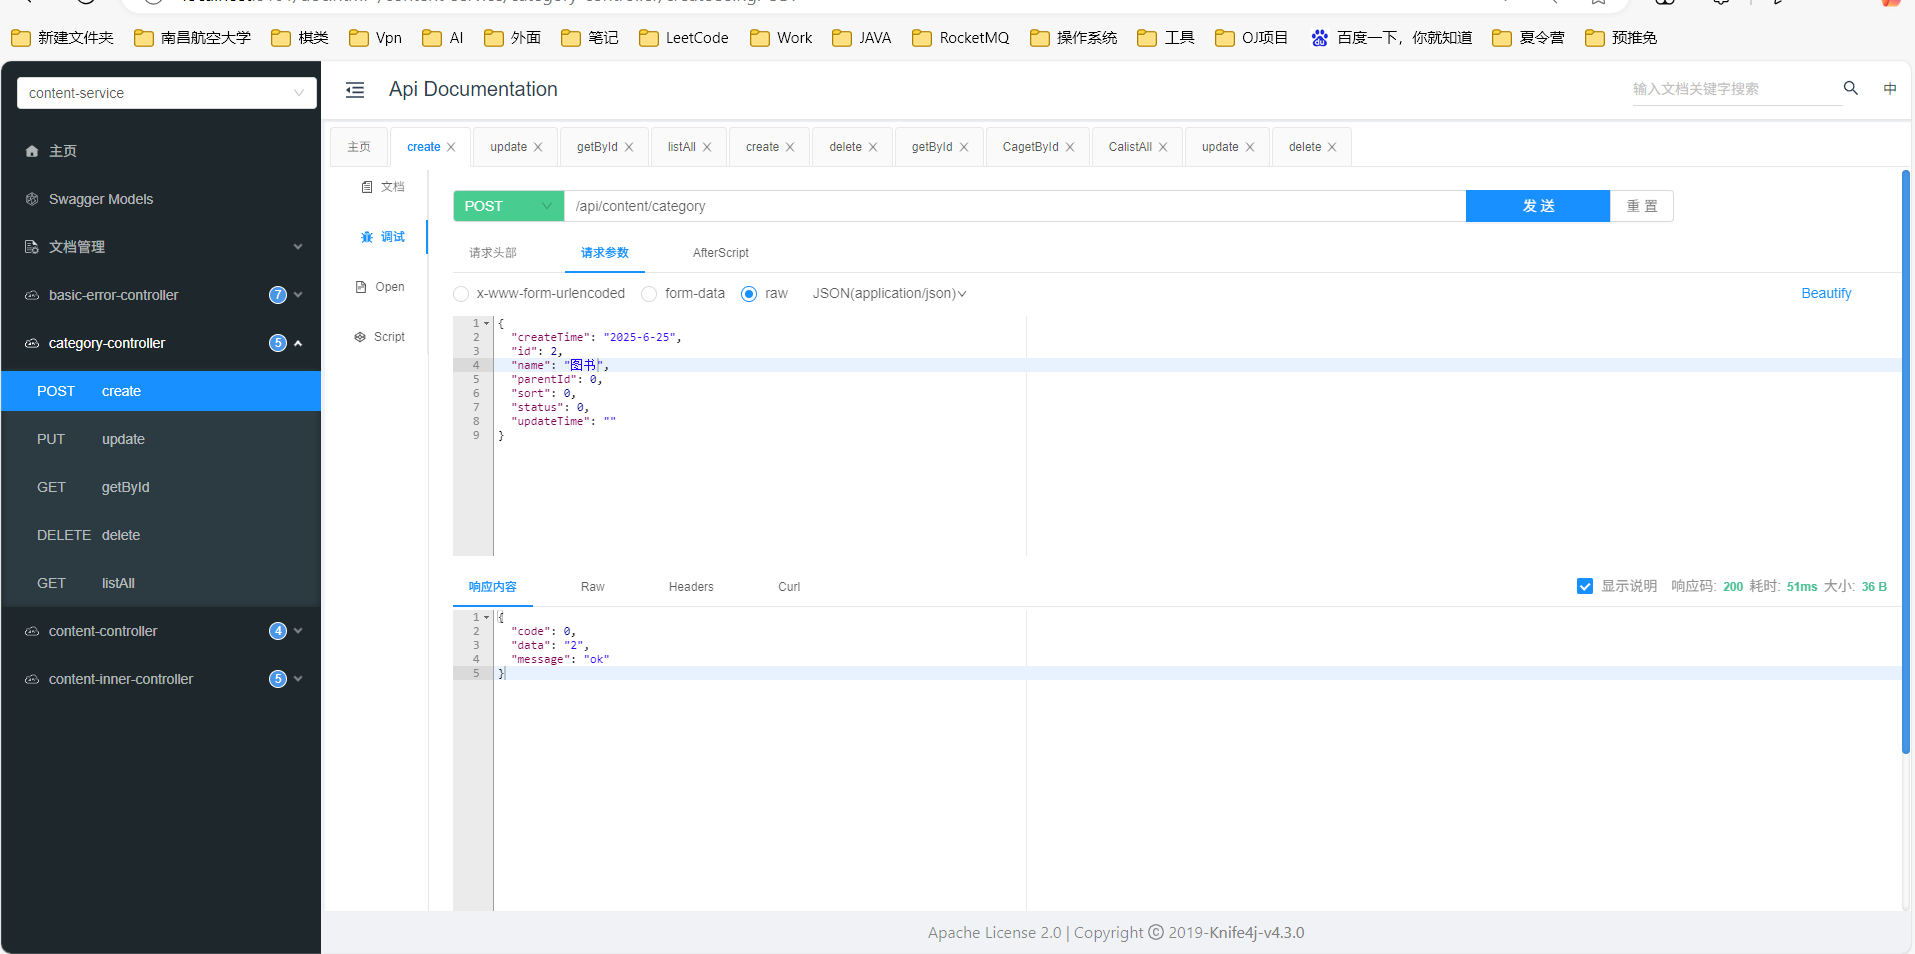 新建文件夹 南昌航空大学 棋类 Vpn AI 外面 笔记 LeetCode Work JAVA RocketMQ 操作系统 工具 OJ项目 百度一下，你就知道 夏令营 预推免
content-service
Api Documentation
输入文档关键字搜索
中
主页
Swagger Models
文档管理
basic-error-controller 7
category-controller 5
POST create
PUT update
GET getById
DELETE delete
GET listAll
content-controller 4
content-inner-controller 5
主页 create update getById listAll create delete getById CagetById CalistAll update delete
文档
调试
Open
Script
POST /api/content/category 发 送 重 置
请求头部 请求参数 AfterScript
x-www-form-urlencoded form-data raw JSON(application/json) Beautify
1 {
2 "createTime": "2025-6-25",
3 "id": 2,
4 "name": "图书",
5 "parentId": 0,
6 "sort": 0,
7 "status": 0,
8 "updateTime": ""
9 }
响应内容 Raw Headers Curl 显示说明 响应码: 200 耗时: 51ms 大小: 36 B
1 {
2 "code": 0,
3 "data": "2",
4 "message": "ok"
5 }
Apache License 2.0 | Copyright © 2019-Knife4j-v4.3.0